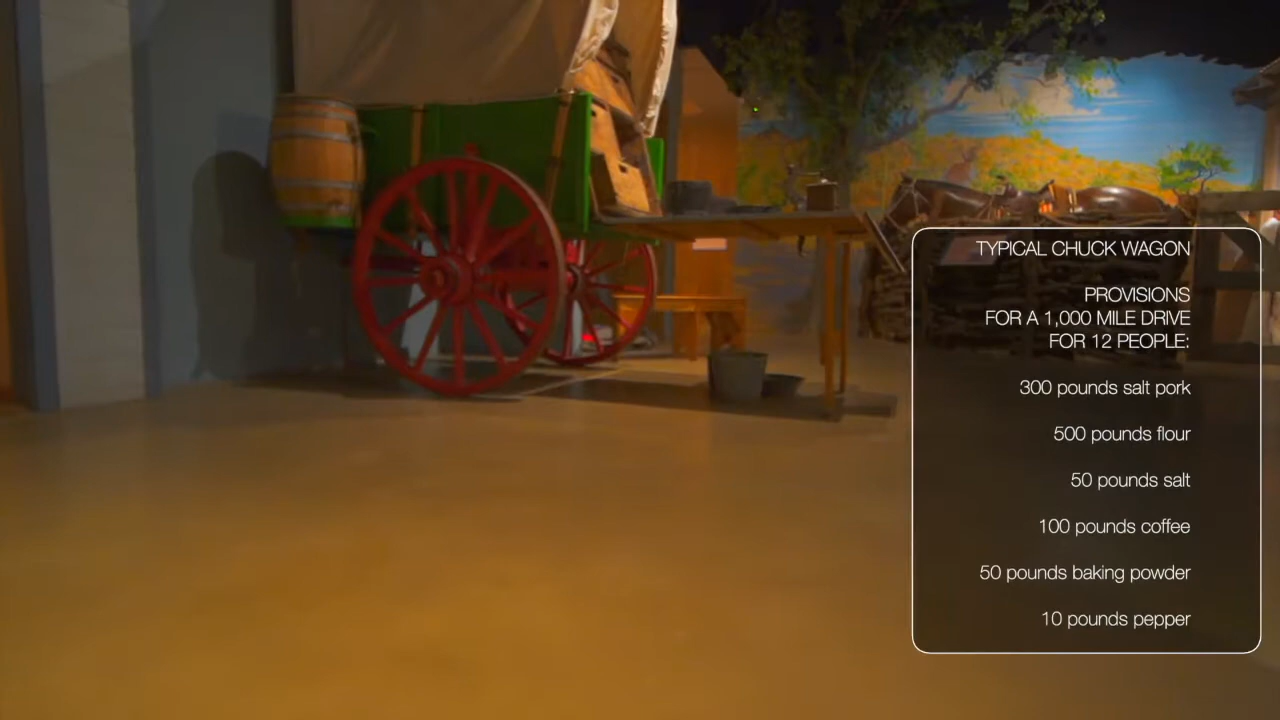 TYPICAL CHUCK WAGON
PROVISIONS
FOR A 1,000 MILE DRIVE
FOR 12 PEOPLE:
300 pounds salt pork
500 pounds flour
50 pounds salt
100 pounds coffee
50 pounds baking powder
10 pounds pepper